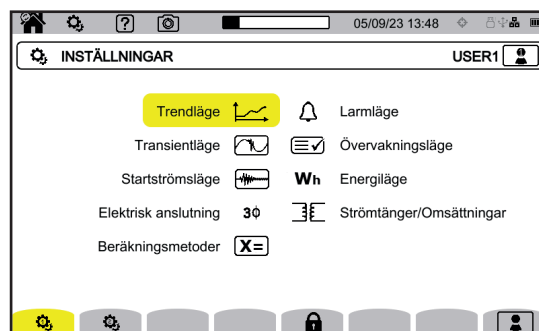 05/09/23 13:48
INSTÄLLNINGAR USER1
Trendläge Larmläge
Transientläge Övervakningsläge
Startströmsläge Wh Energiläge
Elektrisk anslutning 3ϕ Strömtänger/Omsättningar
Beräkningsmetoder X=